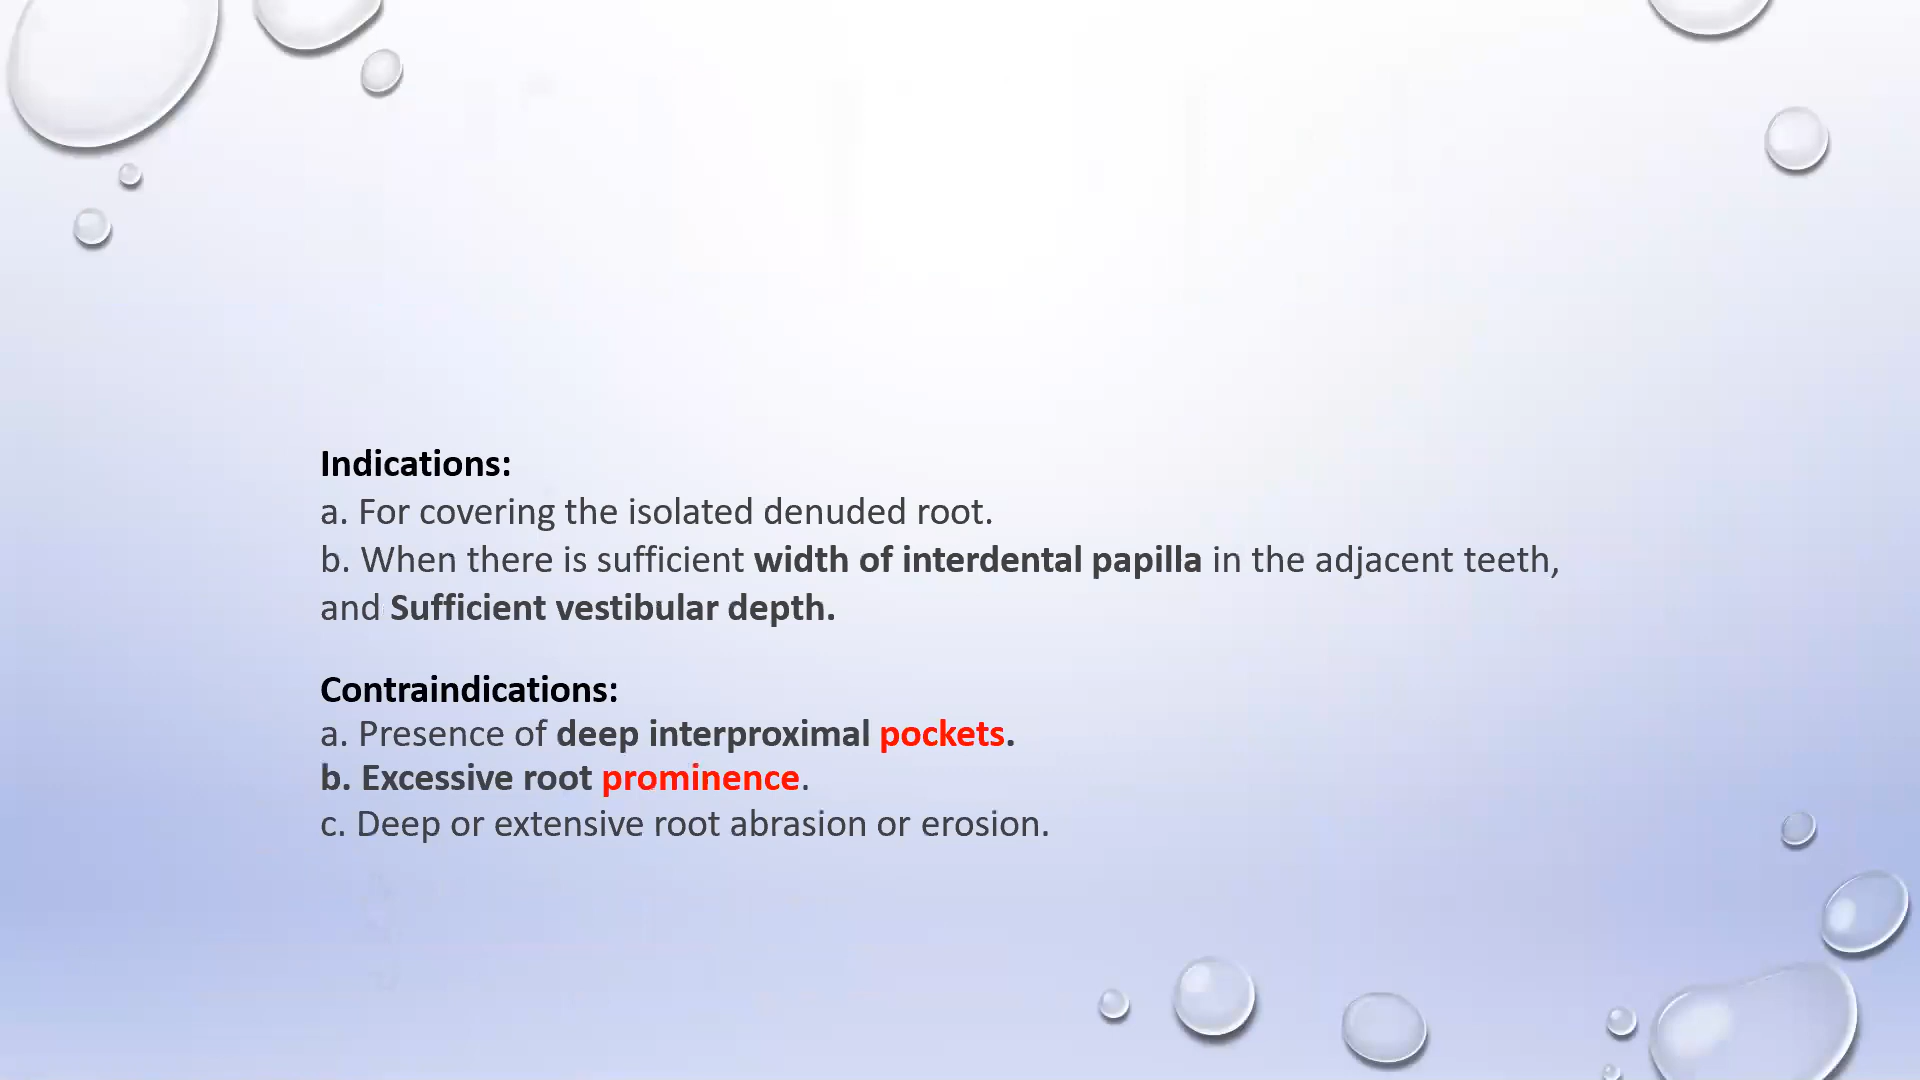 Indications:
a. For covering the isolated denuded root.
b. When there is sufficient width of interdental papilla in the adjacent teeth,
and Sufficient vestibular depth.
Contraindications:
a. Presence of deep interproximal pockets.
b. Excessive root prominence.
c. Deep or extensive root abrasion or erosion.